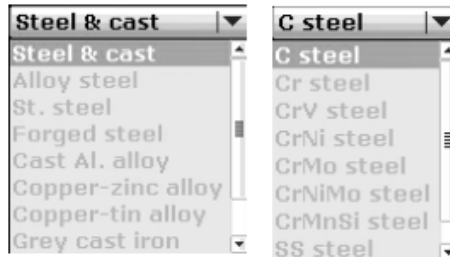 Steel & cast
Steel & cast
Alloy steel
St. steel
Forged steel
Cast Al. alloy
Copper-zinc alloy
Copper-tin alloy
Grey cast iron
C steel
C steel
Cr steel
CrV steel
CrNi steel
CrMo steel
CrNiMo steel
CrMnSi steel
SS steel